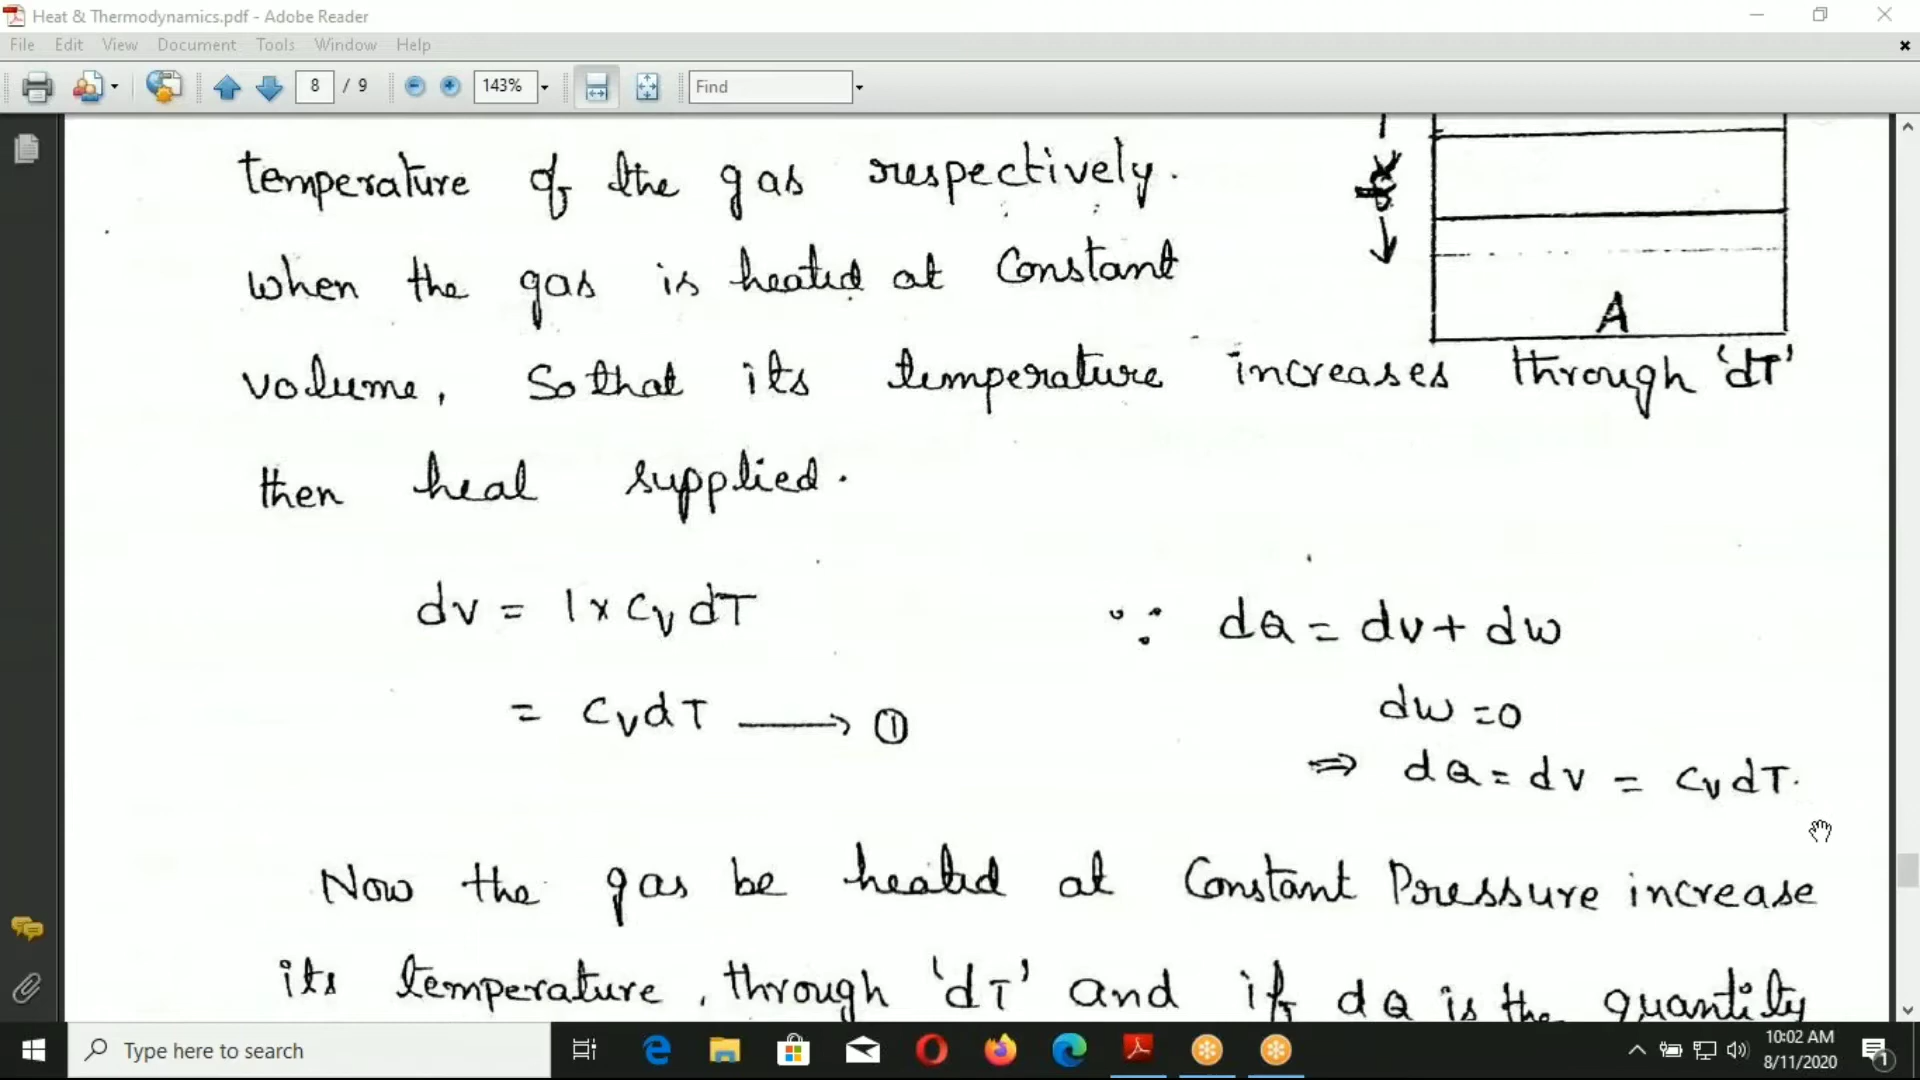 Heat & Thermodynamics.pdf - Adobe Reader
File Edit View Document Tools Window Help
8 / 9 143% Find
temperature of the gas respectively.
when the gas is heated at Constant
A
volume, So that its temperature increases through 'dT'
then heal supplied.
dv = 1 x CvdT
∵ dQ = dv + dw
= CvdT ⟶ ①
dw = 0
⇒ dQ = dv = CvdT.
Now the gas be heated at Constant Pressure increase
its temperature, through 'dT' and if dQ is the quantity
Type here to search
10:02 AM
8/11/2020
1